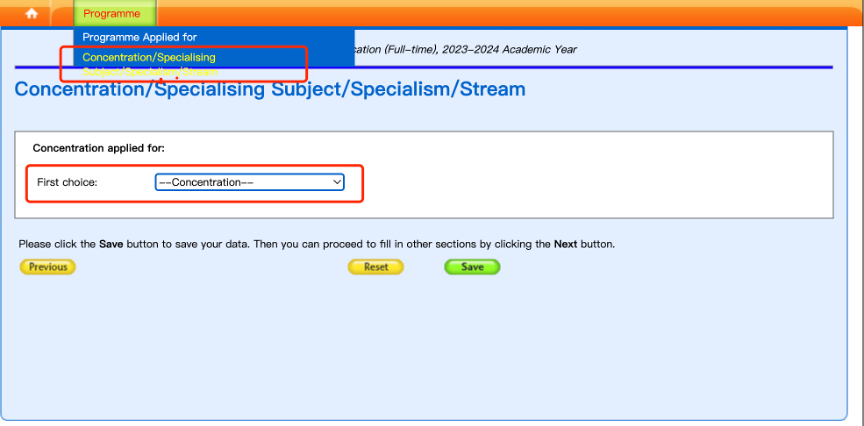 Programme
Programme Applied for
cation (Full-time), 2023-2024 Academic Year
Concentration/Specialising
Subject/Specialism/Stream
Concentration/Specialising Subject/Specialism/Stream
Concentration applied for:
First choice: --Concentration--
Please click the Save button to save your data. Then you can proceed to fill in other sections by clicking the Next button.
Previous Reset Save